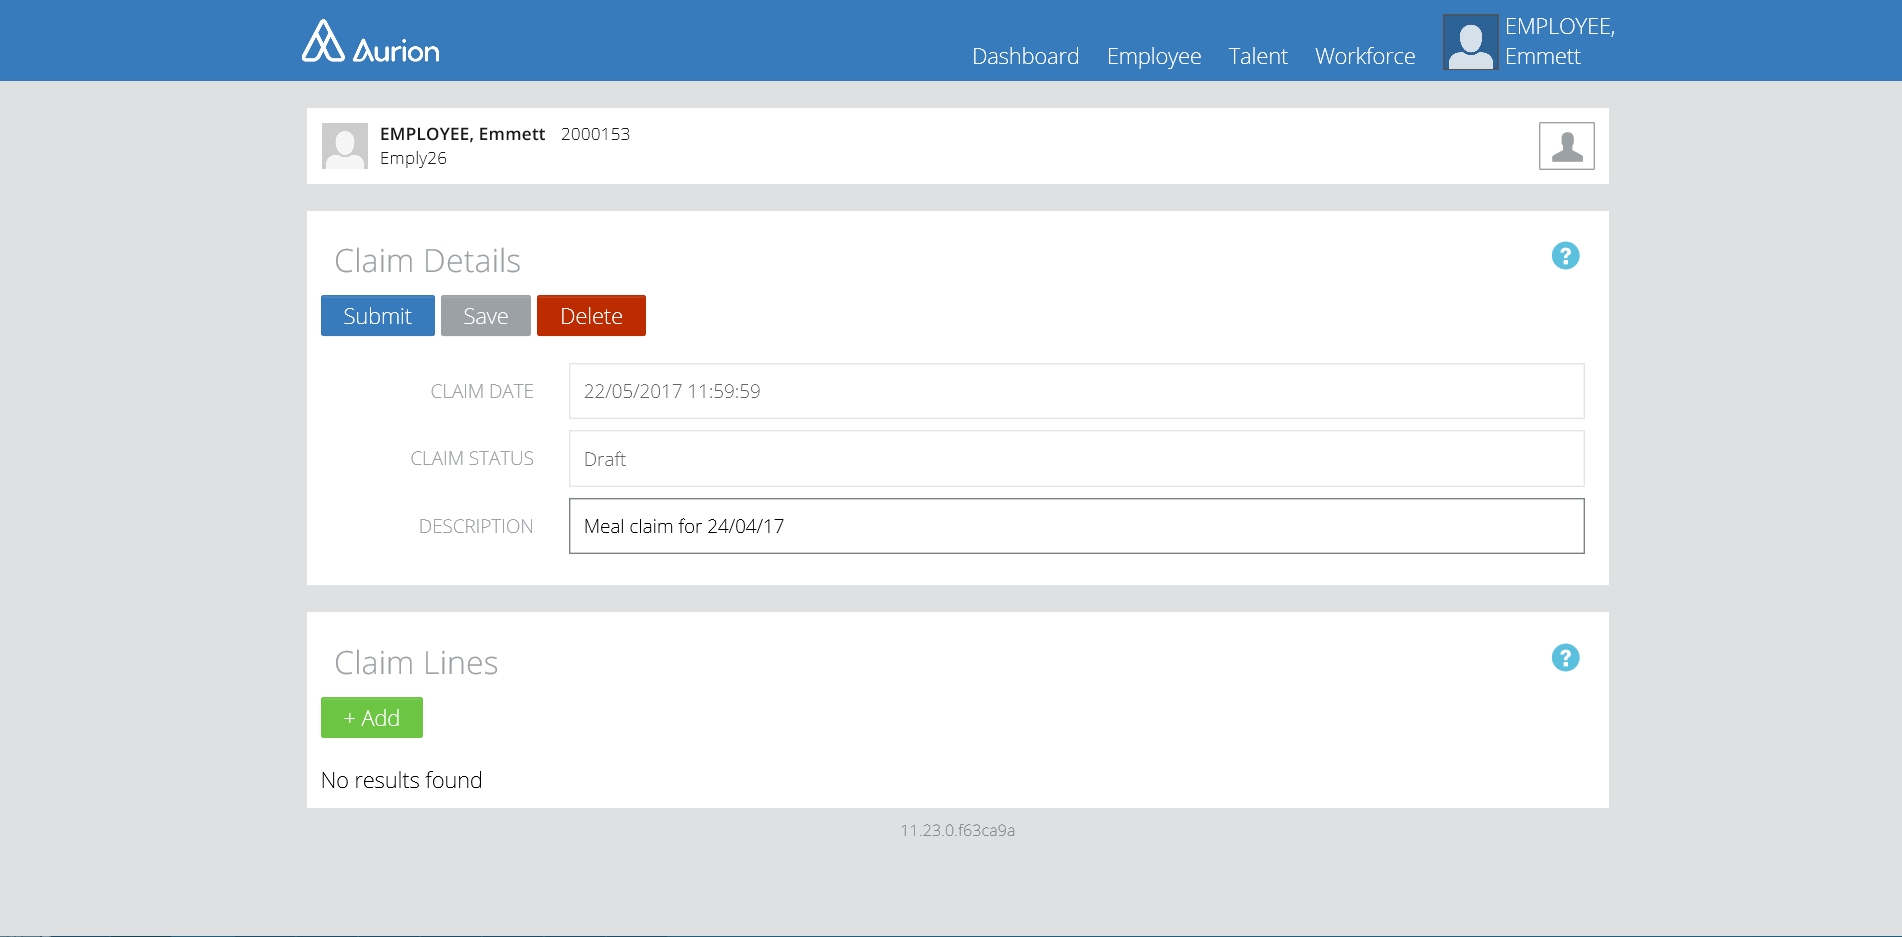 Aurion
Dashboard Employee Talent Workforce
EMPLOYEE,
Emmett
EMPLOYEE, Emmett 2000153
Emply26
Claim Details
?
Submit Save Delete
CLAIM DATE 22/05/2017 11:59:59
CLAIM STATUS Draft
DESCRIPTION Meal claim for 24/04/17
Claim Lines
?
+ Add
No results found
11.23.0.f63ca9a